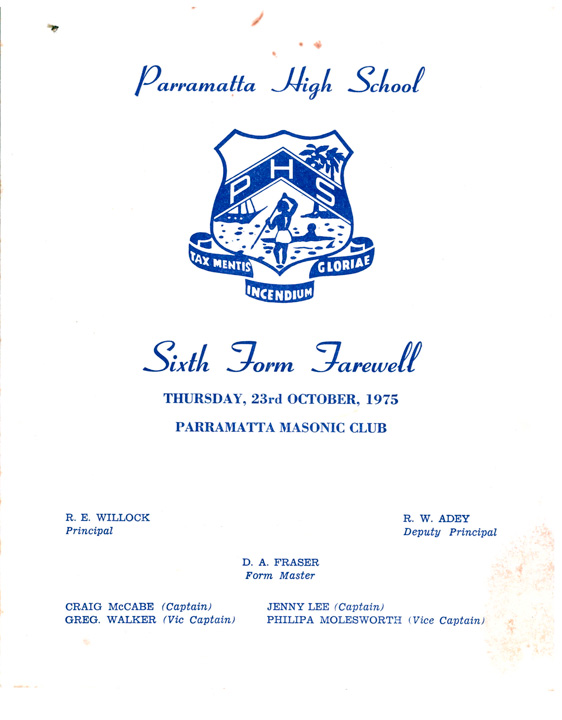 Parramatta High School
PHS
TAX MENTIS
INCENDIUM
GLORIAE
Sixth Form Farewell
THURSDAY, 23rd OCTOBER, 1975
PARRAMATTA MASONIC CLUB
R. E. WILLOCK
Principal
R. W. ADEY
Deputy Principal
D. A. FRASER
Form Master
CRAIG McCABE (Captain)
GREG. WALKER (Vic Captain)
JENNY LEE (Captain)
PHILIPA MOLESWORTH (Vice Captain)